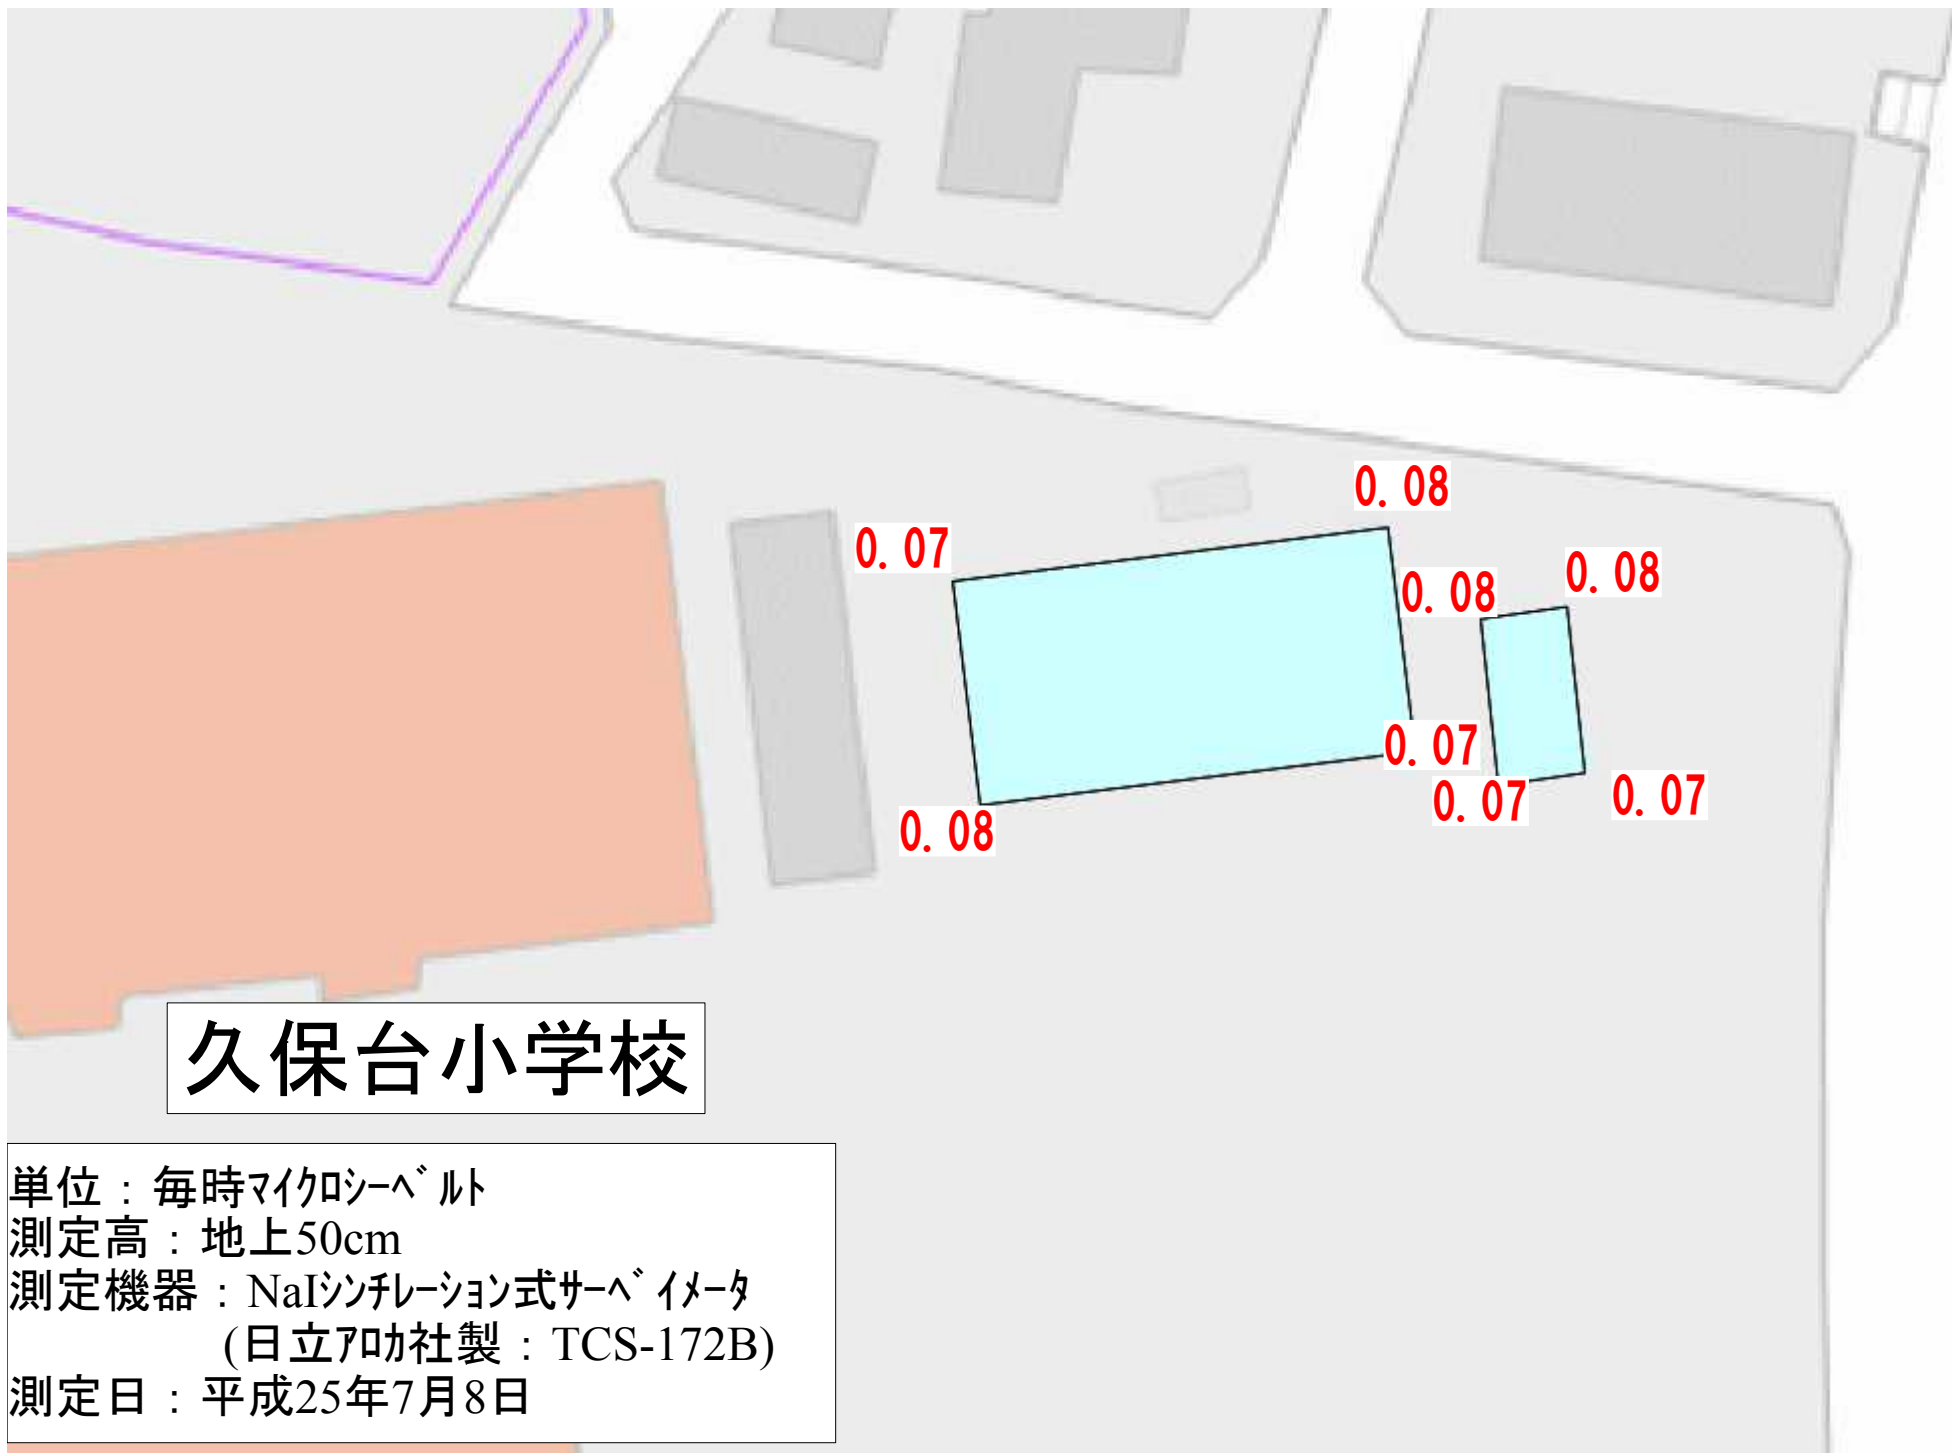 0.08
0.07
0.08
0.08
0.07
0.07
0.07
0.08
久保台小学校
単位：毎時ﾏｲｸﾛｼｰﾍﾞﾙﾄ
測定高：地上50cm
測定機器：NaIｼﾝﾁﾚｰｼｮﾝ式ｻｰﾍﾞｲﾒｰﾀ
(日立ｱﾛｶ社製：TCS-172B)
測定日：平成25年7月8日